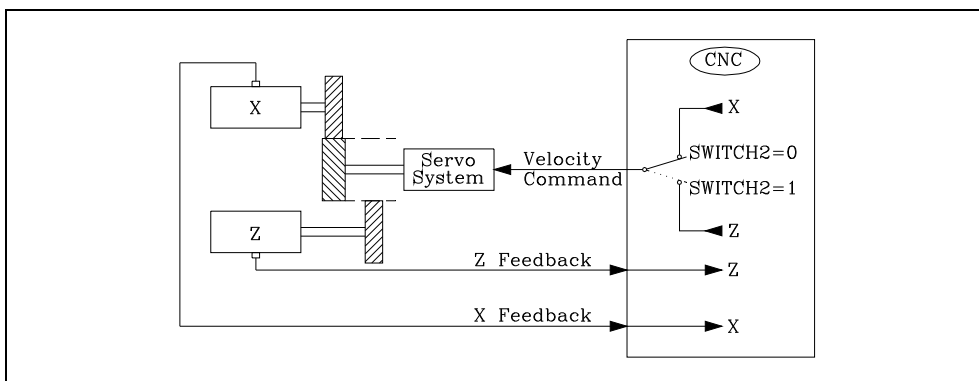 CNC
X
X
SWITCH2=0
Servo
System
Velocity
Command
SWITCH2=1
Z
Z
Z Feedback
Z
X Feedback
X